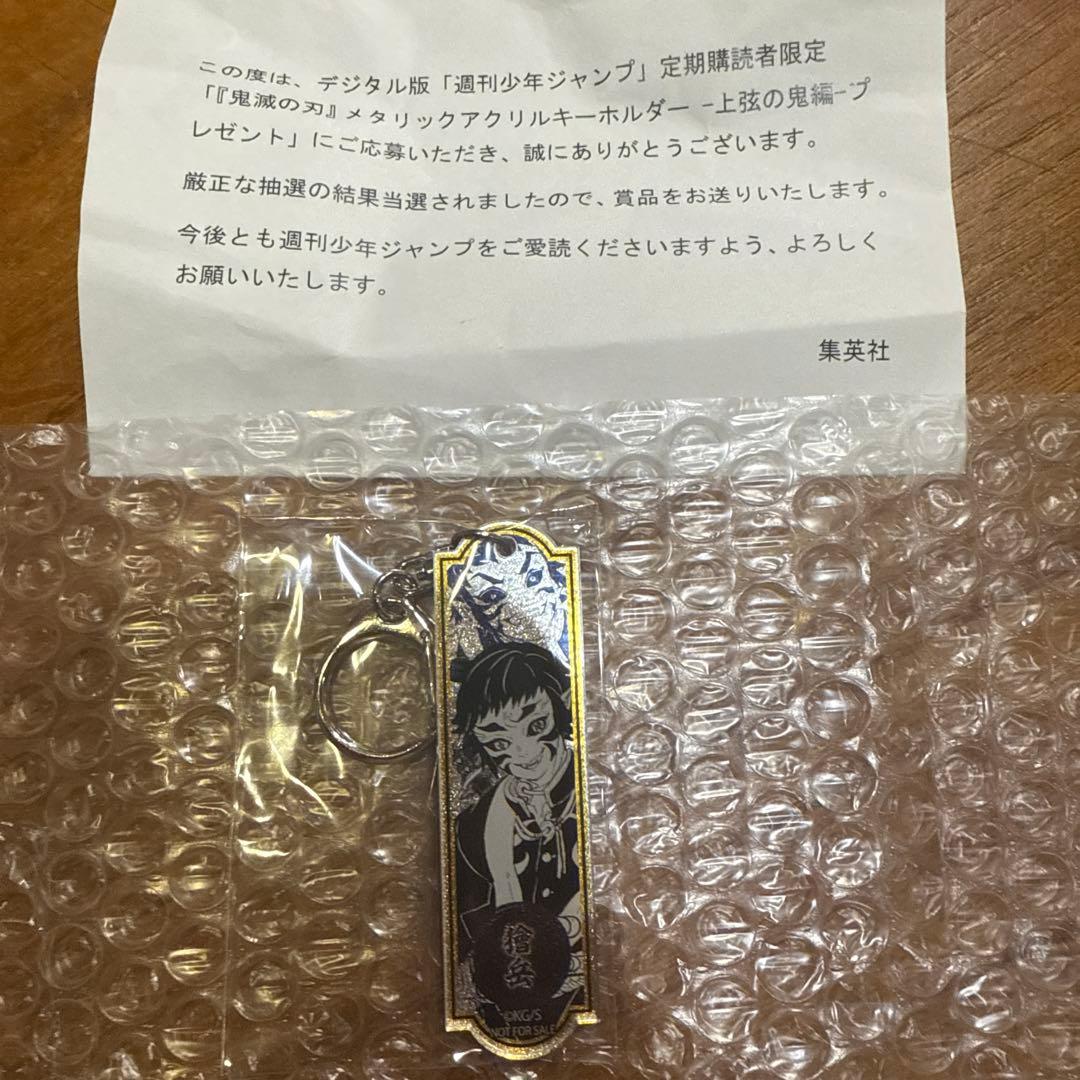 この度は、デジタル版「週刊少年ジャンプ」定期購読者限定
「『鬼滅の刃』メタリックアクリルキーホルダー −上弦の鬼編−プ
レゼント」にご応募いただき、誠にありがとうございます。
厳正な抽選の結果当選されましたので、賞品をお送りいたします。
今後とも週刊少年ジャンプをご愛読くださいますよう、よろしく
お願いいたします。
集英社
獪岳
©KG/S
NOT FOR SALE